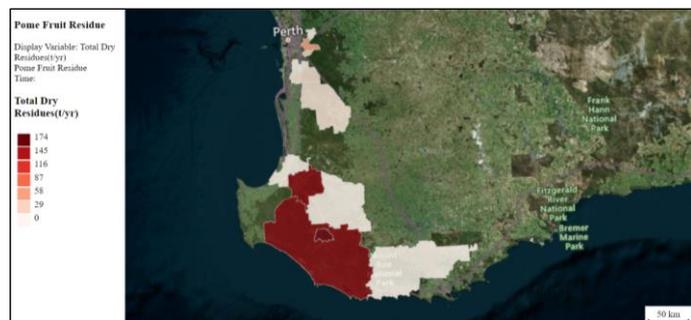 Pome Fruit Residue
Display Variable: Total Dry
Residues(t/yr)
Pome Fruit Residue
Time:
Total Dry
Residues(t/yr)
174
145
116
87
58
29
0
Perth
Frank
Hann
National
Park
Fitzgerald
River
National
Park
Bremer
Marine
Park
National
Park
50 km